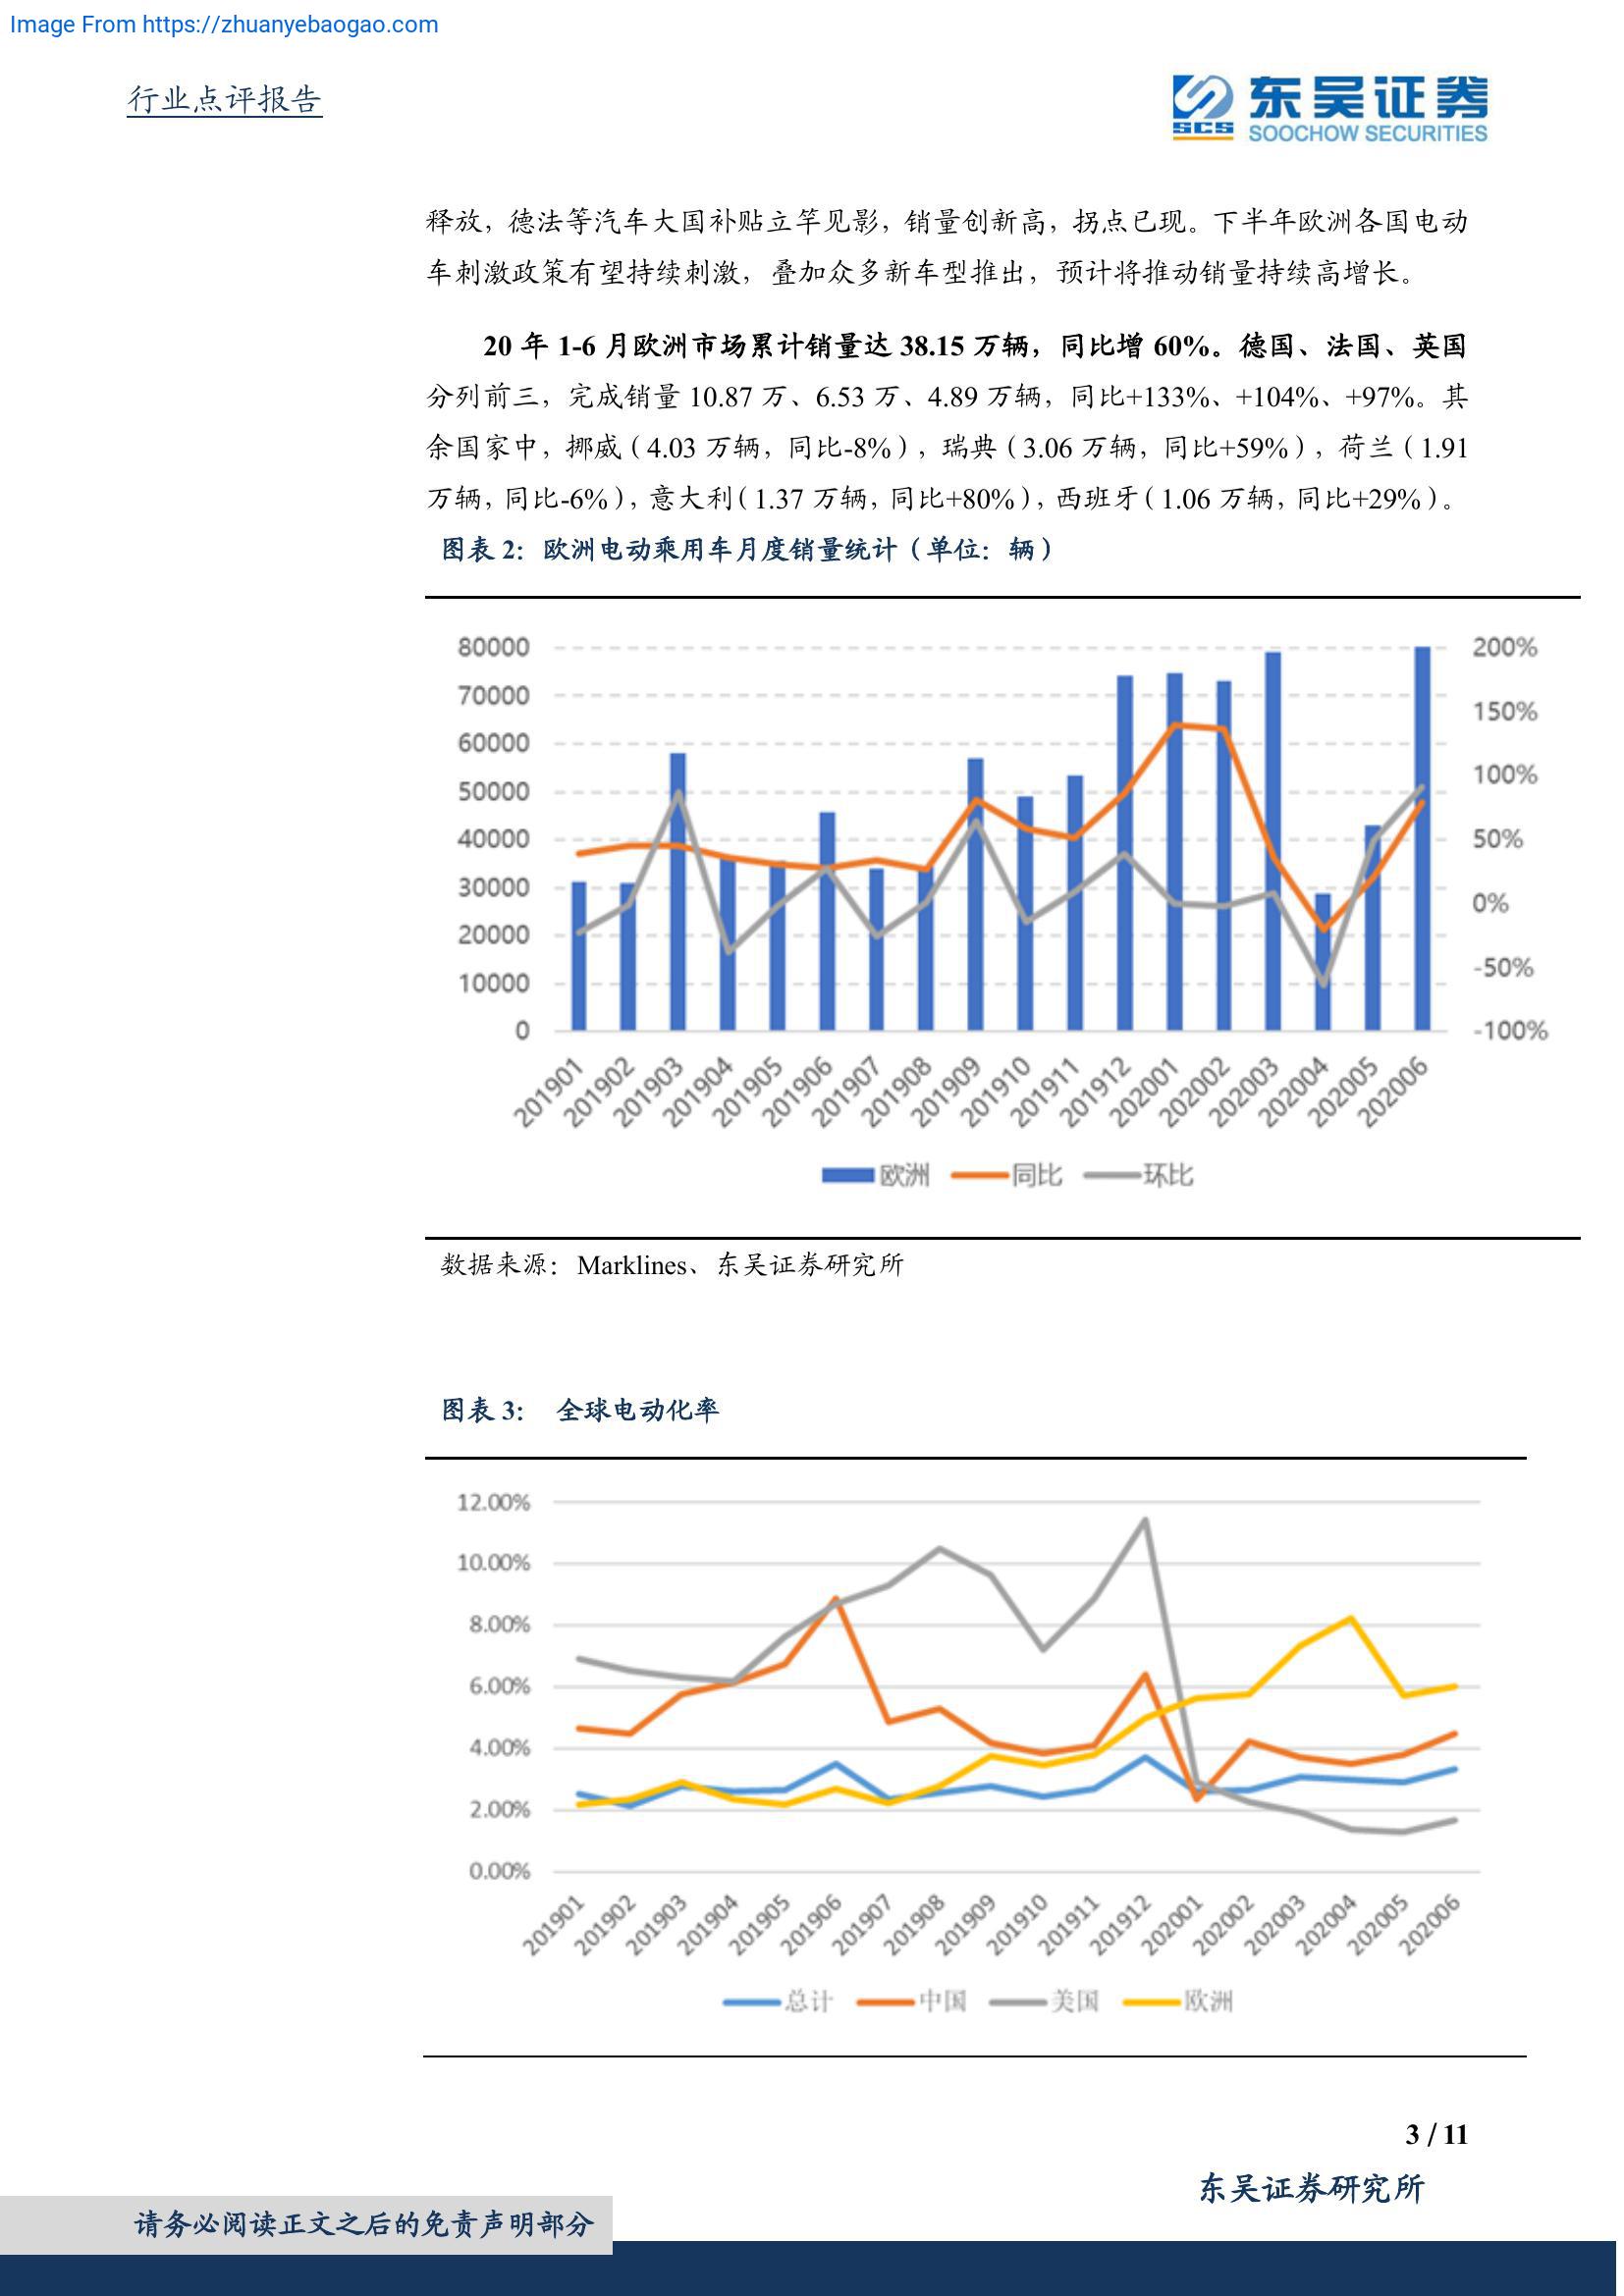 Image From https://zhuanyebaogao.com
行业点评报告
SCS
东吴证券
SOOCHOW SECURITIES
释放，德法等汽车大国补贴立竿见影，销量创新高，拐点已现。下半年欧洲各国电动
车刺激政策有望持续刺激，叠加众多新车型推出，预计将推动销量持续高增长。
20 年 1-6 月欧洲市场累计销量达 38.15 万辆，同比增 60%。德国、法国、英国
分列前三，完成销量 10.87 万、6.53 万、4.89 万辆，同比+133%、+104%、+97%。其
余国家中，挪威（4.03 万辆，同比-8%），瑞典（3.06 万辆，同比+59%），荷兰（1.91
万辆，同比-6%），意大利（1.37 万辆，同比+80%），西班牙（1.06 万辆，同比+29%）。
图表 2：欧洲电动乘用车月度销量统计（单位：辆）
80000 200%
70000 150%
60000
50000 100%
40000 50%
30000 0%
20000
10000 -50%
0 -100%
201901 201902 201903 201904 201905 201906 201907 201908 201909 201910 201911 201912 202001 202002 202003 202004 202005 202006
欧洲 同比 环比
数据来源：Marklines、东吴证券研究所
图表 3： 全球电动化率
12.00%
10.00%
8.00%
6.00%
4.00%
2.00%
0.00%
201901 201902 201903 201904 201905 201906 201907 201908 201909 201910 201911 201912 202001 202002 202003 202004 202005 202006
总计 中国 美国 欧洲
3 / 11
东吴证券研究所
请务必阅读正文之后的免责声明部分